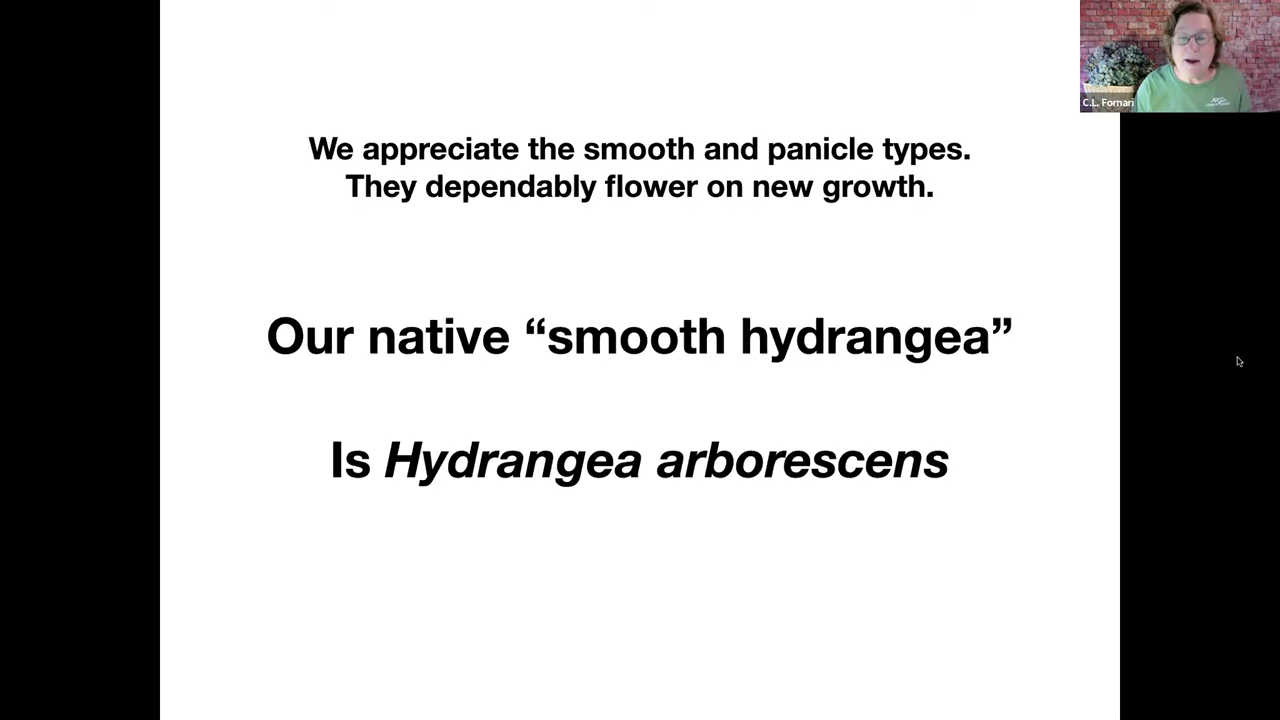 We appreciate the smooth and panicle types.
They dependably flower on new growth.
Our native “smooth hydrangea”
Is Hydrangea arborescens
C.L. Fornari